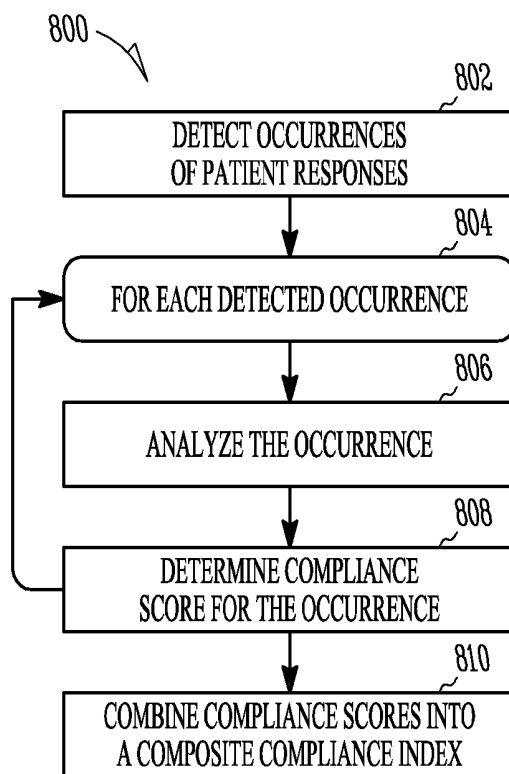 800
802
DETECT OCCURRENCES
OF PATIENT RESPONSES
804
FOR EACH DETECTED OCCURRENCE
806
ANALYZE THE OCCURRENCE
808
DETERMINE COMPLIANCE
SCORE FOR THE OCCURRENCE
810
COMBINE COMPLIANCE SCORES INTO
A COMPOSITE COMPLIANCE INDEX